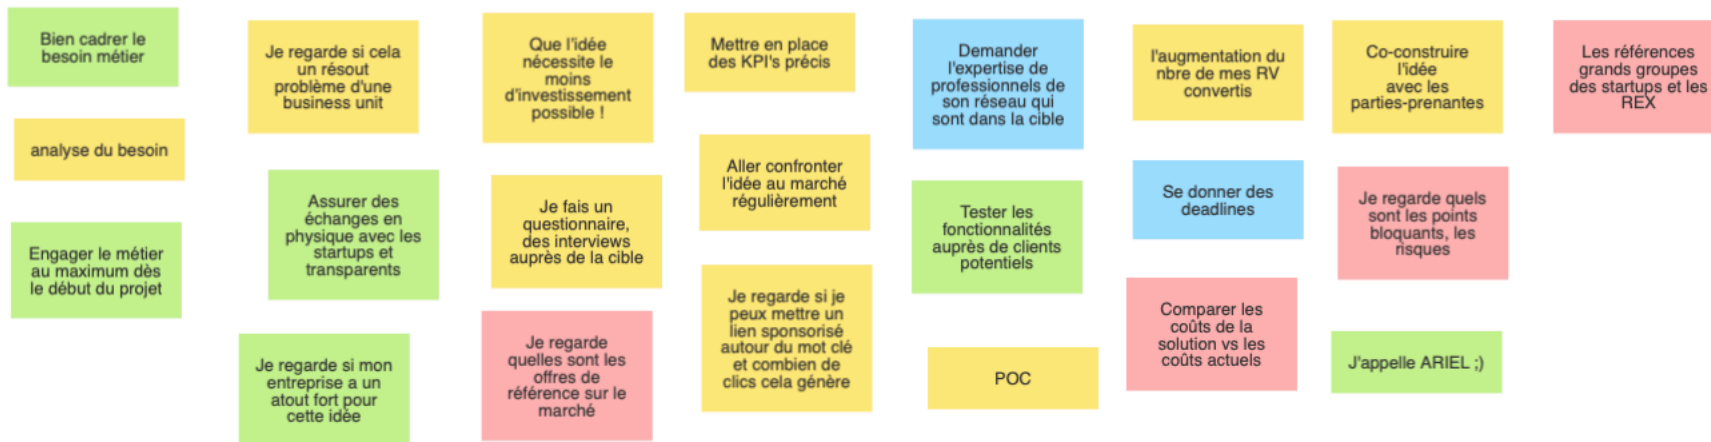 Bien cadrer le
besoin métier
analyse du besoin
Engager le métier
au maximum dès
le début du projet
Je regarde si cela
un résout
problème d'une
business unit
Assurer des
échanges en
physique avec les
startups et
transparents
Je regarde si mon
entreprise a un
atout fort pour
cette idée
Que l'idée
nécessite le
moins
d'investissement
possible !
Je fais un
questionnaire,
des interviews
auprès de la cible
Je regarde
quelles sont les
offres de
référence sur le
marché
Mettre en place
des KPI's précis
Aller confronter
l'idée au marché
régulièrement
Je regarde si je
peux mettre un
lien sponsorisé
autour du mot clé
et combien de
clics cela génère
Demander
l'expertise de
professionnels de
son réseau qui
sont dans la cible
Tester les
fonctionnalités
auprès de clients
potentiels
POC
l'augmentation du
nbre de mes RV
convertis
Se donner des
deadlines
Comparer les
coûts de la
solution vs les
coûts actuels
Co-construire
l'idée
avec les
parties-prenantes
Je regarde quels
sont les points
bloquants, les
risques
J'appelle ARIEL ;)
Les références
grands groupes
des startups et les
REX